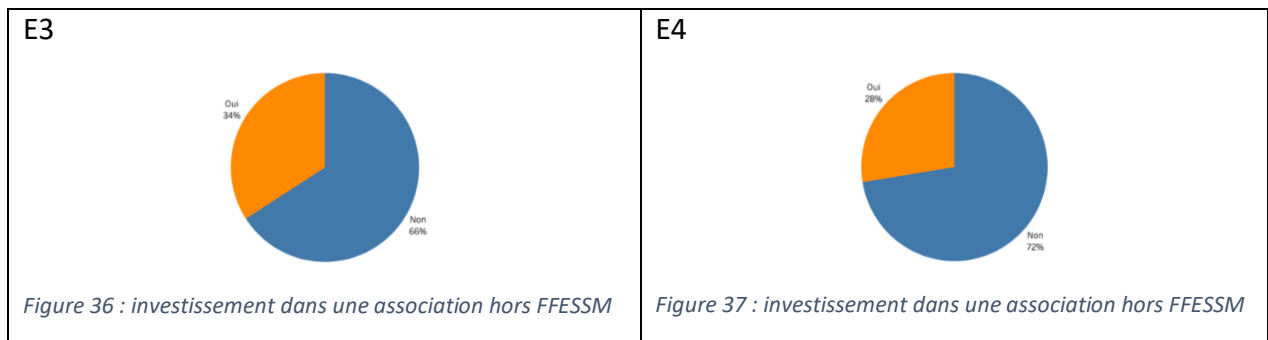 E3
Oui
34%
Non
66%
Figure 36 : investissement dans une association hors FFESSM
E4
Oui
28%
Non
72%
Figure 37 : investissement dans une association hors FFESSM